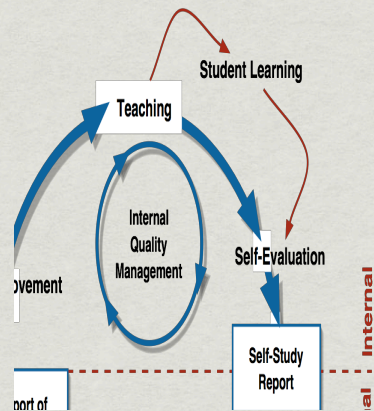 Student Learning
Teaching
Internal
Quality
Management
Self-Evaluation
ovement
Self-Study
Report
port of
Internal
al